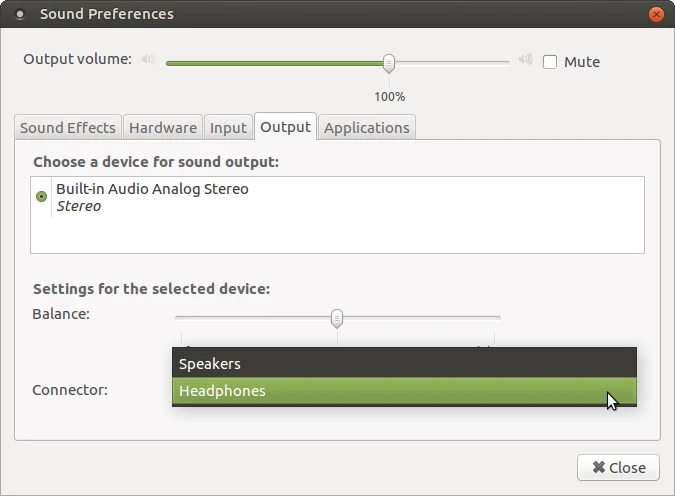 Sound Preferences
Output volume:
Mute
100%
Sound Effects
Hardware
Input
Output
Applications
Choose a device for sound output:
Built-in Audio Analog Stereo
Stereo
Settings for the selected device:
Balance:
Speakers
Connector:
Headphones
Close